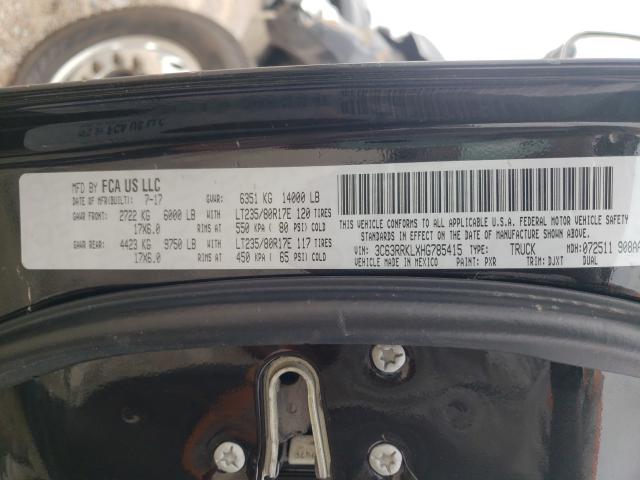 MFD BY FCA US LLC
DATE OF MFR(BUILT): 7-17 GVWR: 6351 KG 14000 LB
GAWR FRONT: 2722 KG 6000 LB WITH LT235/80R17E 120 TIRES
17X6.0 RIMS AT 550 KPA ( 80 PSI) COLD
GAWR REAR: 4423 KG 9750 LB WITH LT235/80R17E 117 TIRES
17X6.0 RIMS AT 450 KPA ( 65 PSI) COLD
THIS VEHICLE CONFORMS TO ALL APPLICABLE U.S.A. FEDERAL MOTOR VEHICLE SAFETY
STANDARDS IN EFFECT ON THE DATE OF MANUFACTURE SHOWN ABOVE
VIN: 3C63RRKLXHG785415 TYPE: TRUCK MDH: 072511 908AA
VEHICLE MADE IN MEXICO PAINT: PXR TRIM: DJXT DUAL